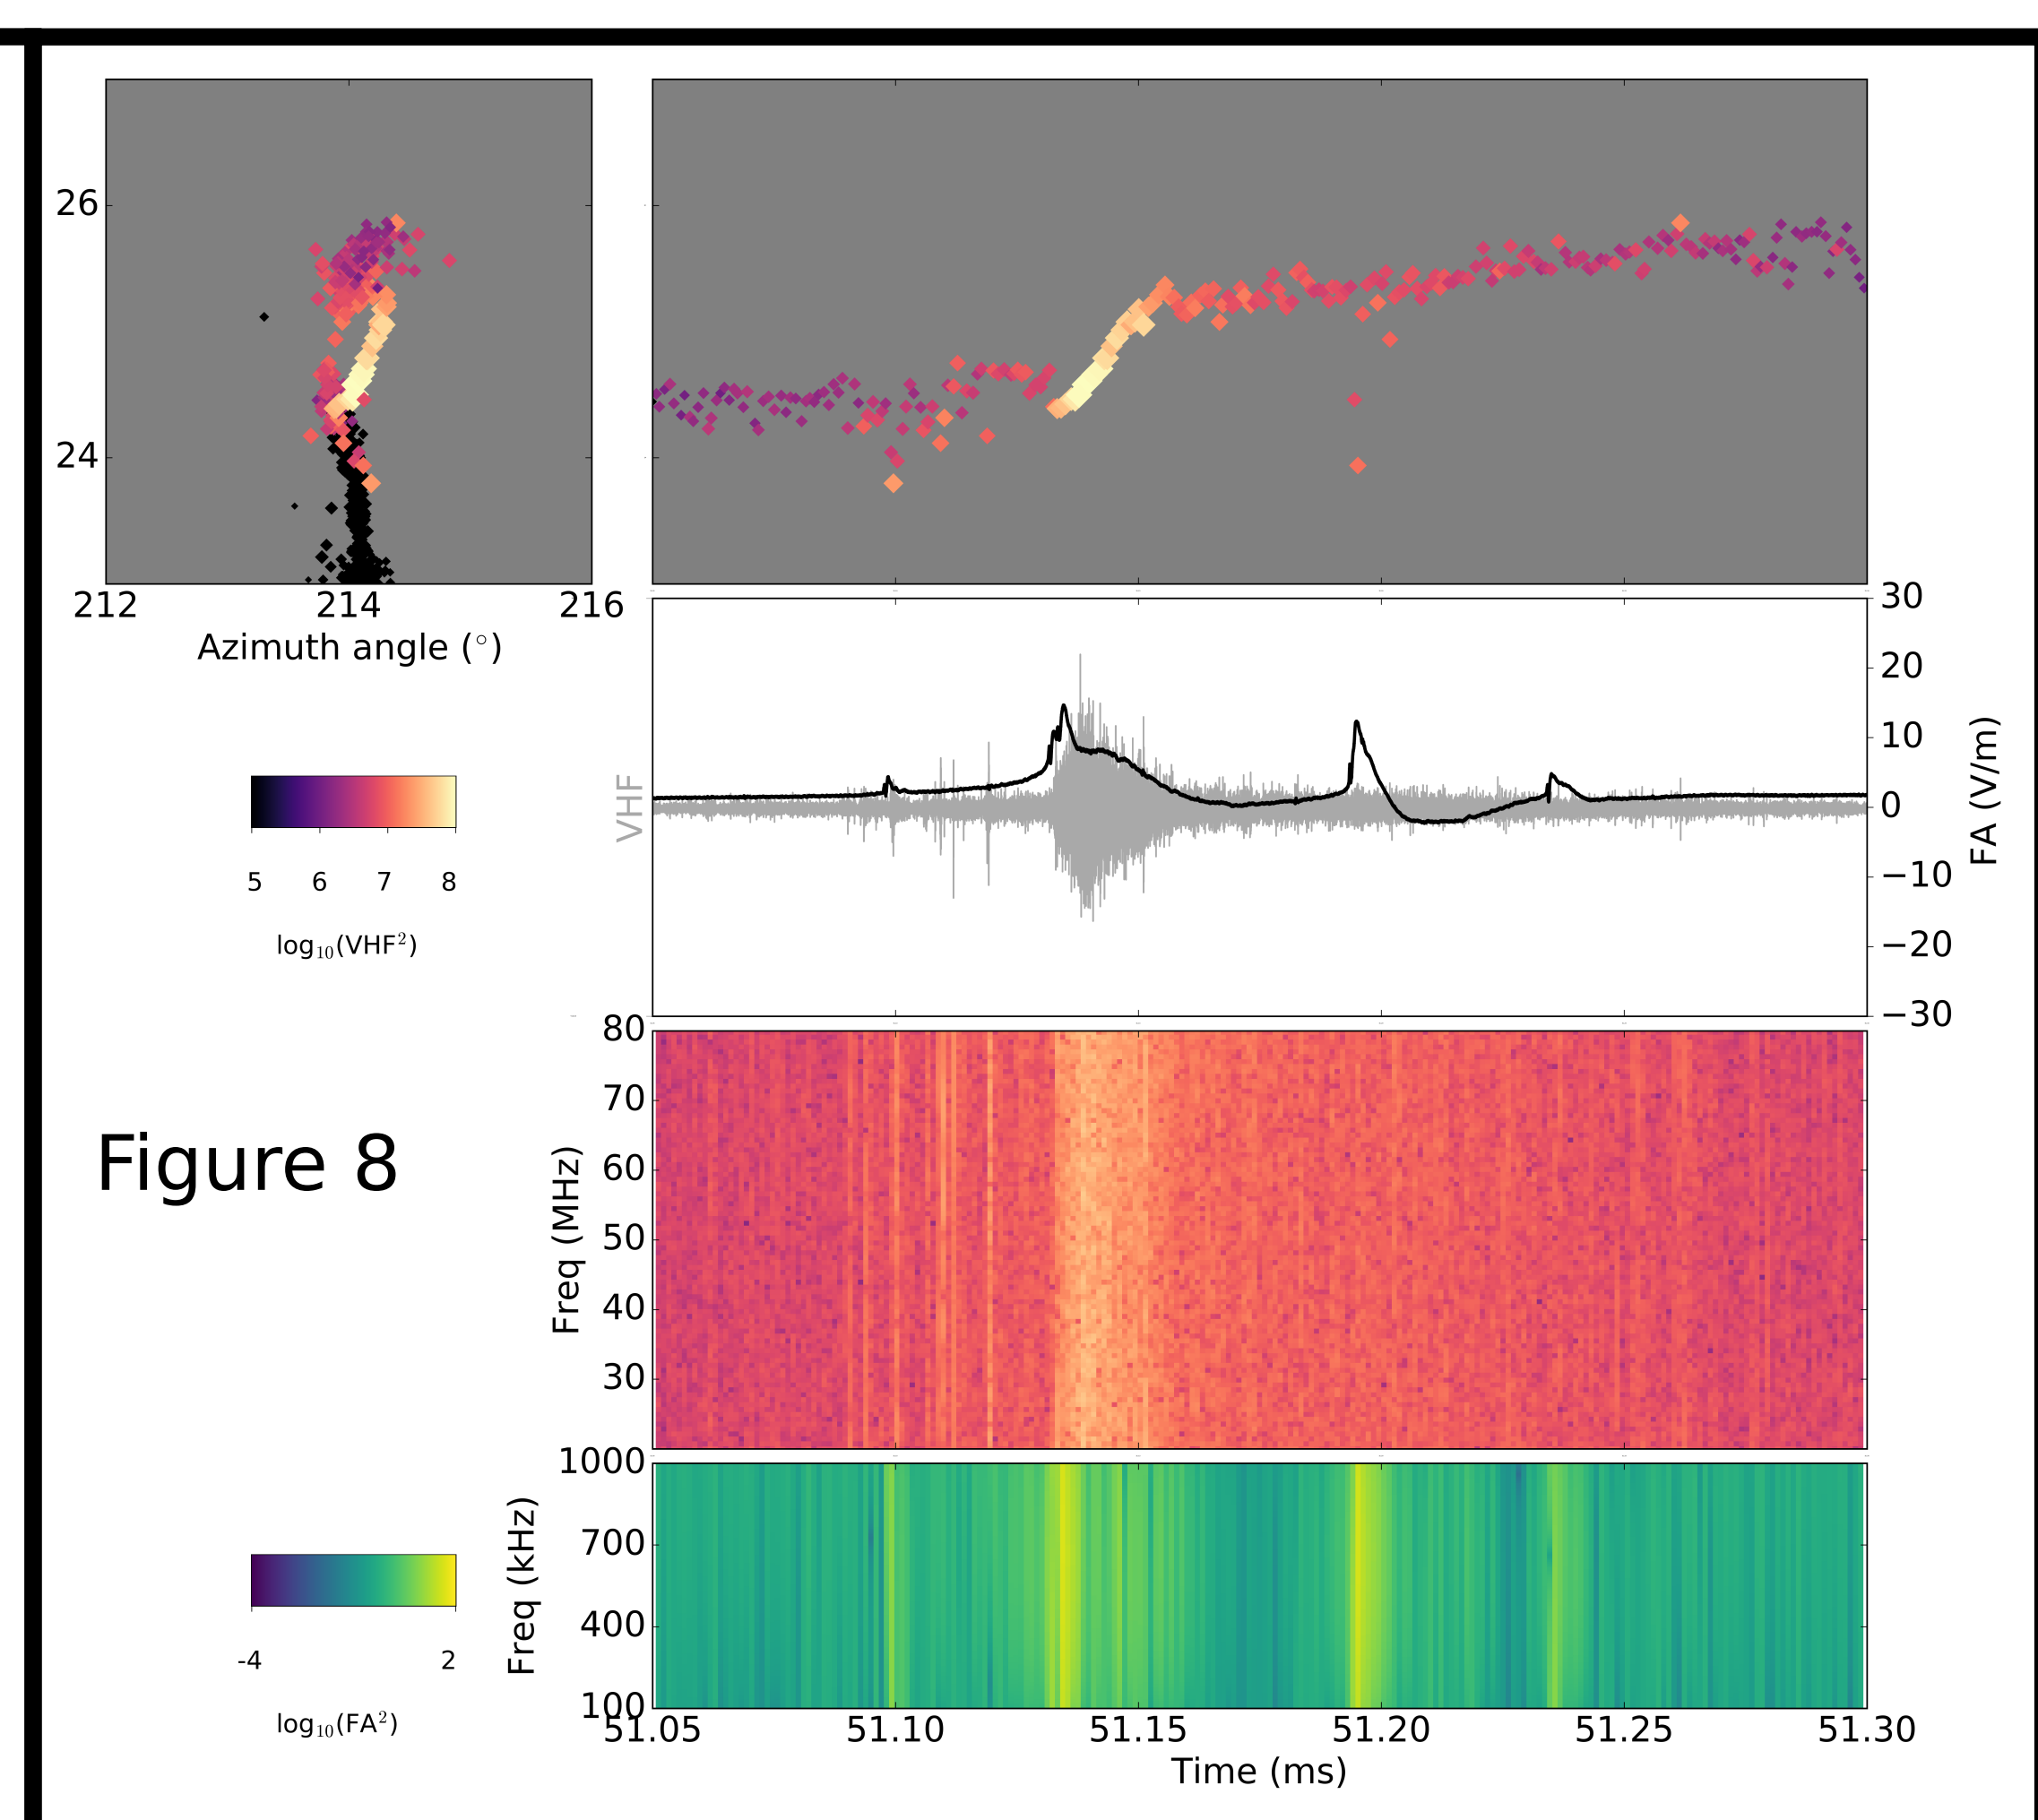 26
24
212 214 216
Azimuth angle (°)
30
20
10
0
−10
−20
−30
VHF
FA (V/m)
5 6 7 8
log₁₀(VHF²)
Figure 8
80
70
60
50
40
30
Freq (MHz)
1000
700
400
100
Freq (kHz)
-4 2
log₁₀(FA²)
51.05 51.10 51.15 51.20 51.25 51.30
Time (ms)